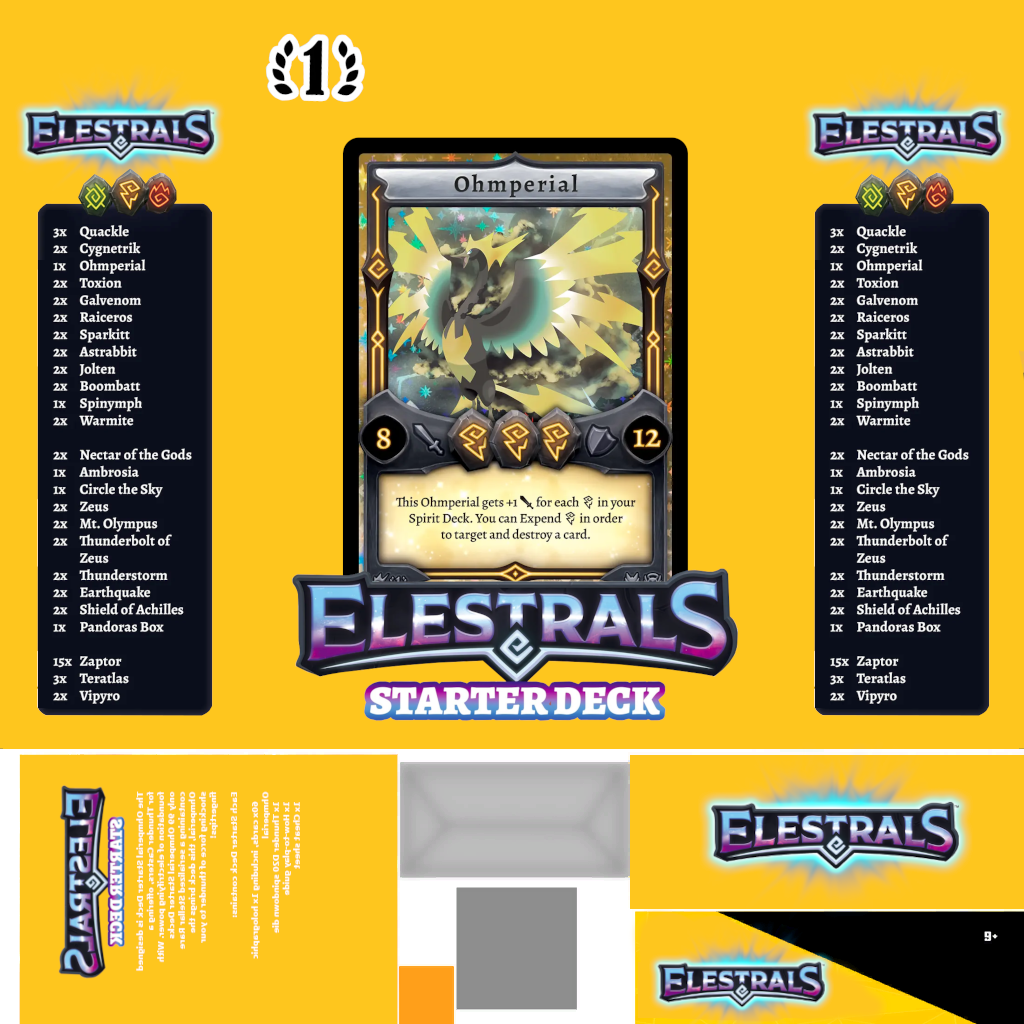 1
ELESTRALS
3x Quackle
2x Cygnetrik
1x Ohmperial
2x Toxion
2x Galvenom
2x Raiceros
2x Sparkitt
2x Astrabbit
2x Jolten
2x Boombatt
1x Spinymph
2x Warmite
2x Nectar of the Gods
1x Ambrosia
1x Circle the Sky
2x Zeus
2x Mt. Olympus
2x Thunderbolt of
Zeus
2x Thunderstorm
2x Earthquake
2x Shield of Achilles
1x Pandoras Box
15x Zaptor
3x Teratlas
2x Vipyro
Ohmperial
8
12
This Ohmperial gets +1 for each in your
Spirit Deck. You can Expend in order
to target and destroy a card.
ELESTRALS
STARTER DECK
ELESTRALS
3x Quackle
2x Cygnetrik
1x Ohmperial
2x Toxion
2x Galvenom
2x Raiceros
2x Sparkitt
2x Astrabbit
2x Jolten
2x Boombatt
1x Spinymph
2x Warmite
2x Nectar of the Gods
1x Ambrosia
1x Circle the Sky
2x Zeus
2x Mt. Olympus
2x Thunderbolt of
Zeus
2x Thunderstorm
2x Earthquake
2x Shield of Achilles
1x Pandoras Box
15x Zaptor
3x Teratlas
2x Vipyro
ELESTRALS
STARTER DECK
Each Starter Deck contains:
ELESTRALS
ELESTRALS
9+